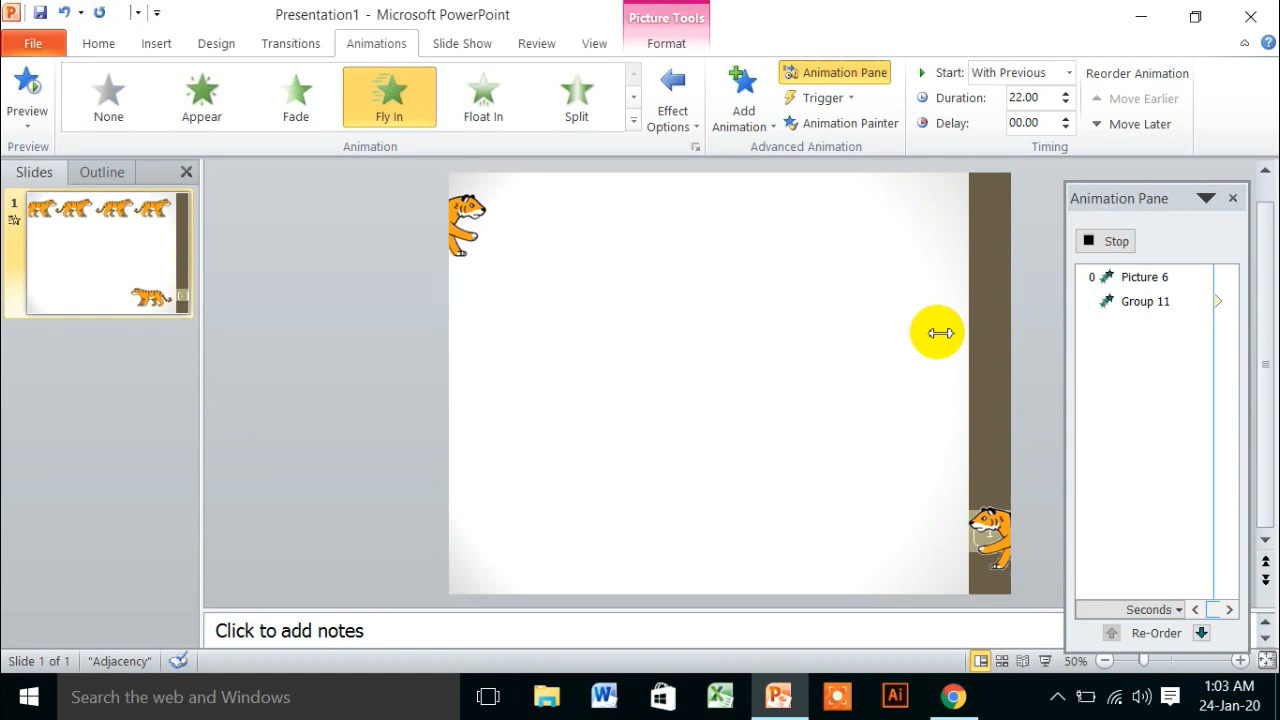 Presentation1 - Microsoft PowerPoint
Picture Tools
File Home Insert Design Transitions Animations Slide Show Review View Format
Preview
Preview
None Appear Fade Fly In Float In Split
Animation
Effect Options
Add Animation
Animation Pane
Trigger
Animation Painter
Advanced Animation
Start: With Previous
Duration: 22.00
Delay: 00.00
Timing
Reorder Animation
Move Earlier
Move Later
Slides Outline
1
Animation Pane
Stop
0 Picture 6
Group 11
1
Seconds
Re-Order
Click to add notes
Slide 1 of 1 "Adjacency" 50%
Search the web and Windows
1:03 AM
24-Jan-20